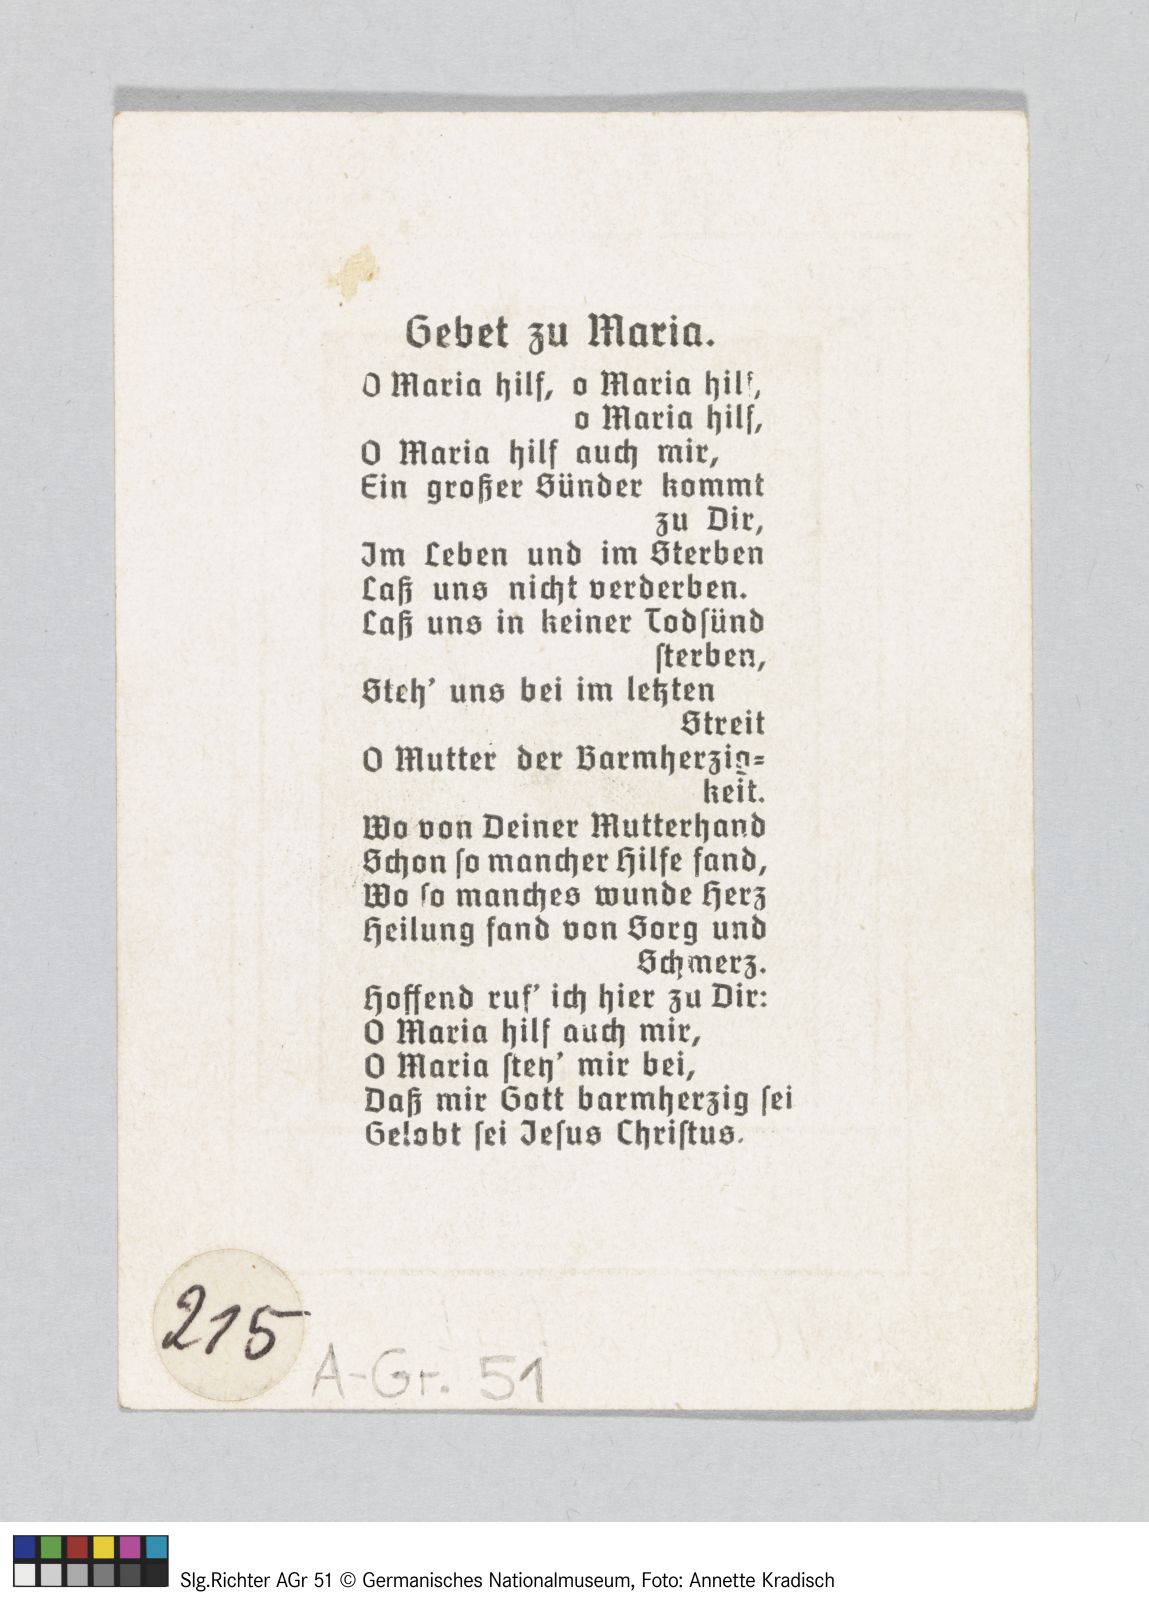 Gebet zu Maria.
O Maria hilf, o Maria hilf,
o Maria hilf,
O Maria hilf auch mir,
Ein großer Sünder kommt
zu Dir,
Im Leben und im Sterben
Laß uns nicht verderben.
Laß uns in keiner Todſünd
ſterben,
Steh' uns bei im letzten
Streit
O Mutter der Barmherzig=
keit.
Wo von Deiner Mutterhand
Schon ſo mancher Hilfe fand,
Wo ſo manches wunde Herz
Heilung fand von Sorg und
Schmerz.
Hoffend ruf' ich hier zu Dir:
O Maria hilf auch mir,
O Maria ſteh' mir bei,
Daß mir Gott barmherzig ſei
Gelobt ſei Jeſus Chriſtus.
215
A-Gr. 51
Slg.Richter AGr 51 © Germanisches Nationalmuseum, Foto: Annette Kradisch